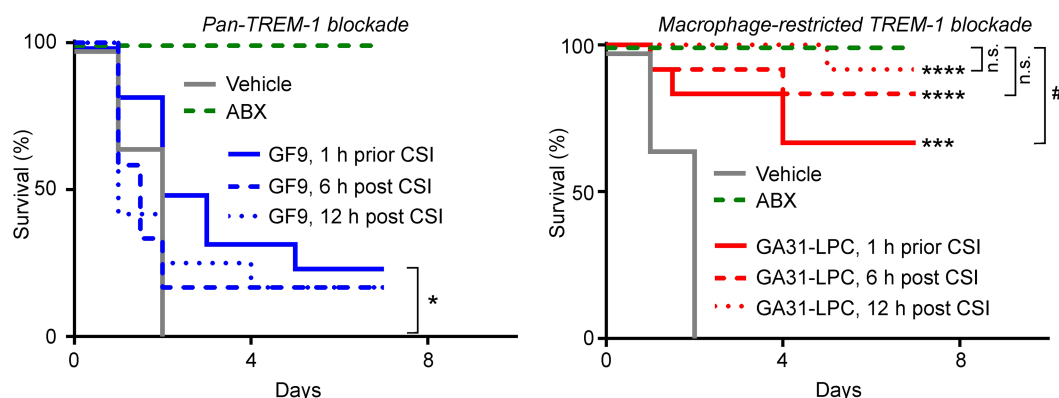 Pan-TREM-1 blockade
100
50
0
Survival (%)
Vehicle
ABX
GF9, 1 h prior CSI
GF9, 6 h post CSI
GF9, 12 h post CSI
*
0
4
8
Days
Macrophage-restricted TREM-1 blockade
100
50
0
Survival (%)
n.s.
n.s.
#
****
****
***
Vehicle
ABX
GA31-LPC, 1 h prior CSI
GA31-LPC, 6 h post CSI
GA31-LPC, 12 h post CSI
0
4
8
Days